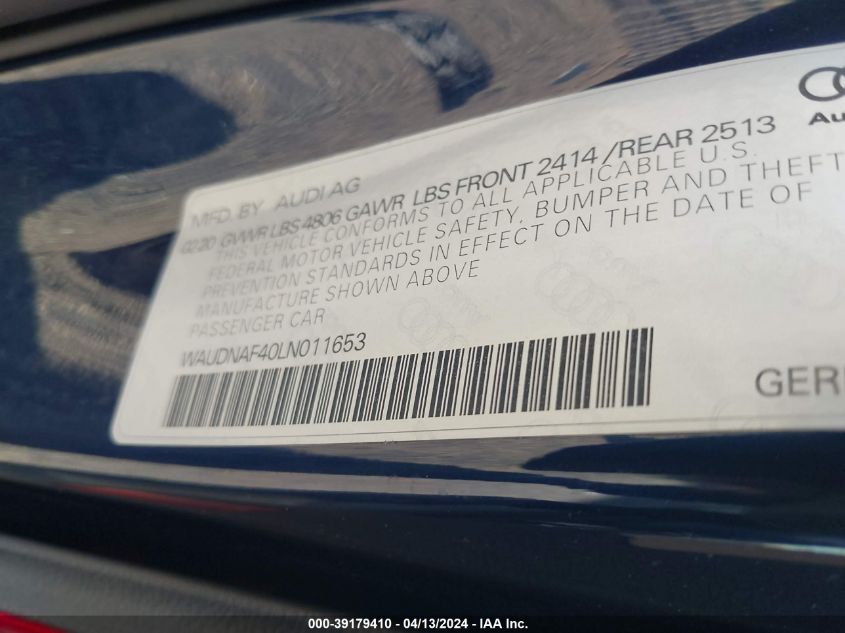 Au
MFD. BY AUDI AG
0220 GVWR LBS 4806 GAWR LBS FRONT 2414 / REAR 2513
THIS VEHICLE CONFORMS TO ALL APPLICABLE U.S.
FEDERAL MOTOR VEHICLE SAFETY, BUMPER AND THEFT
PREVENTION STANDARDS IN EFFECT ON THE DATE OF
MANUFACTURE SHOWN ABOVE
PASSENGER CAR
WAUDNAF40LN011653
GER
000-39179410 - 04/13/2024 - IAA Inc.